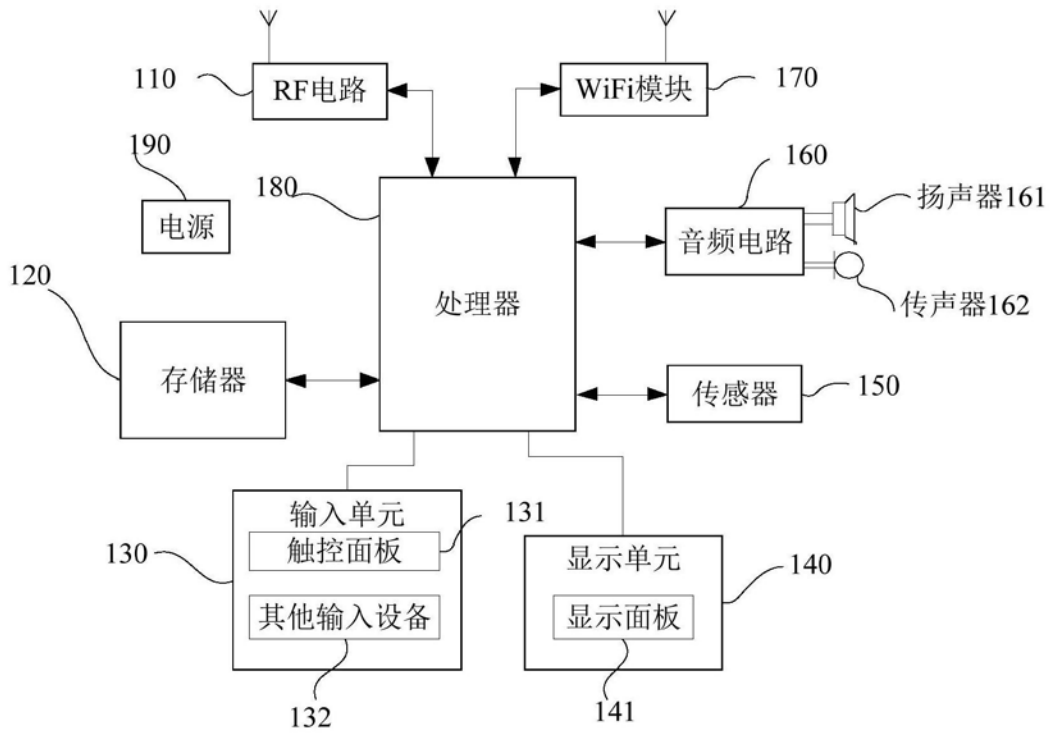 110
RF电路
WiFi模块
170
190
电源
180
160
音频电路
扬声器161
传声器162
120
存储器
处理器
传感器
150
输入单元
触控面板
131
130
其他输入设备
132
显示单元
140
显示面板
141